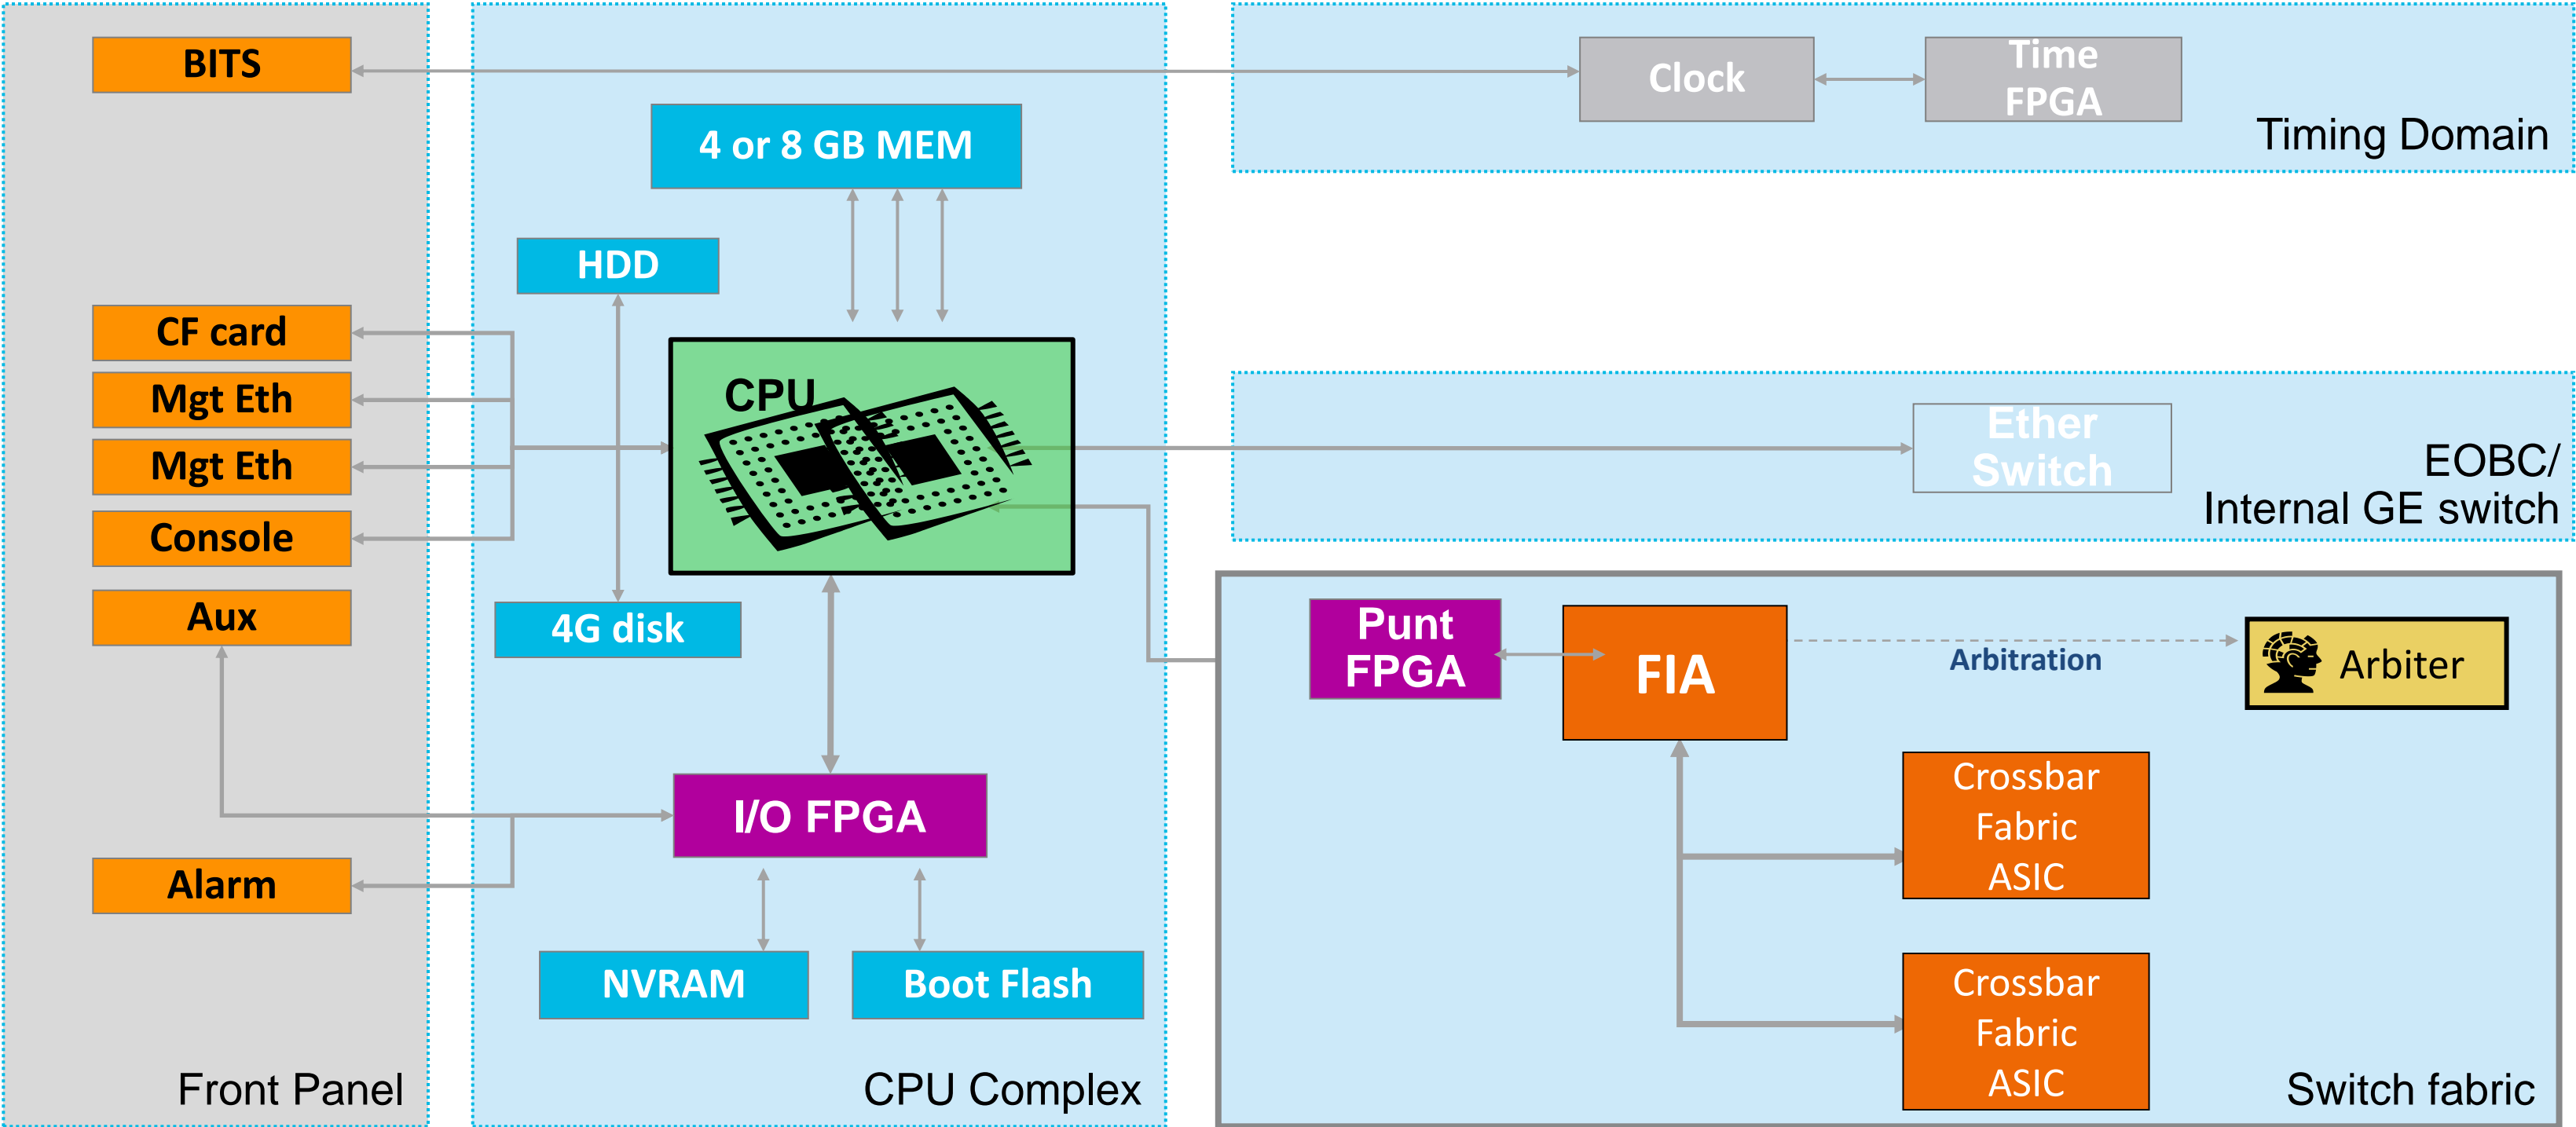 BITS
CF card
Mgt Eth
Mgt Eth
Console
Aux
Alarm
Front Panel
4 or 8 GB MEM
HDD
CPU
4G disk
I/O FPGA
NVRAM
Boot Flash
CPU Complex
Clock
Time
FPGA
Timing Domain
Ether
Switch
EOBC/
Internal GE switch
Punt
FPGA
FIA
Arbitration
Arbiter
Crossbar
Fabric
ASIC
Crossbar
Fabric
ASIC
Switch fabric